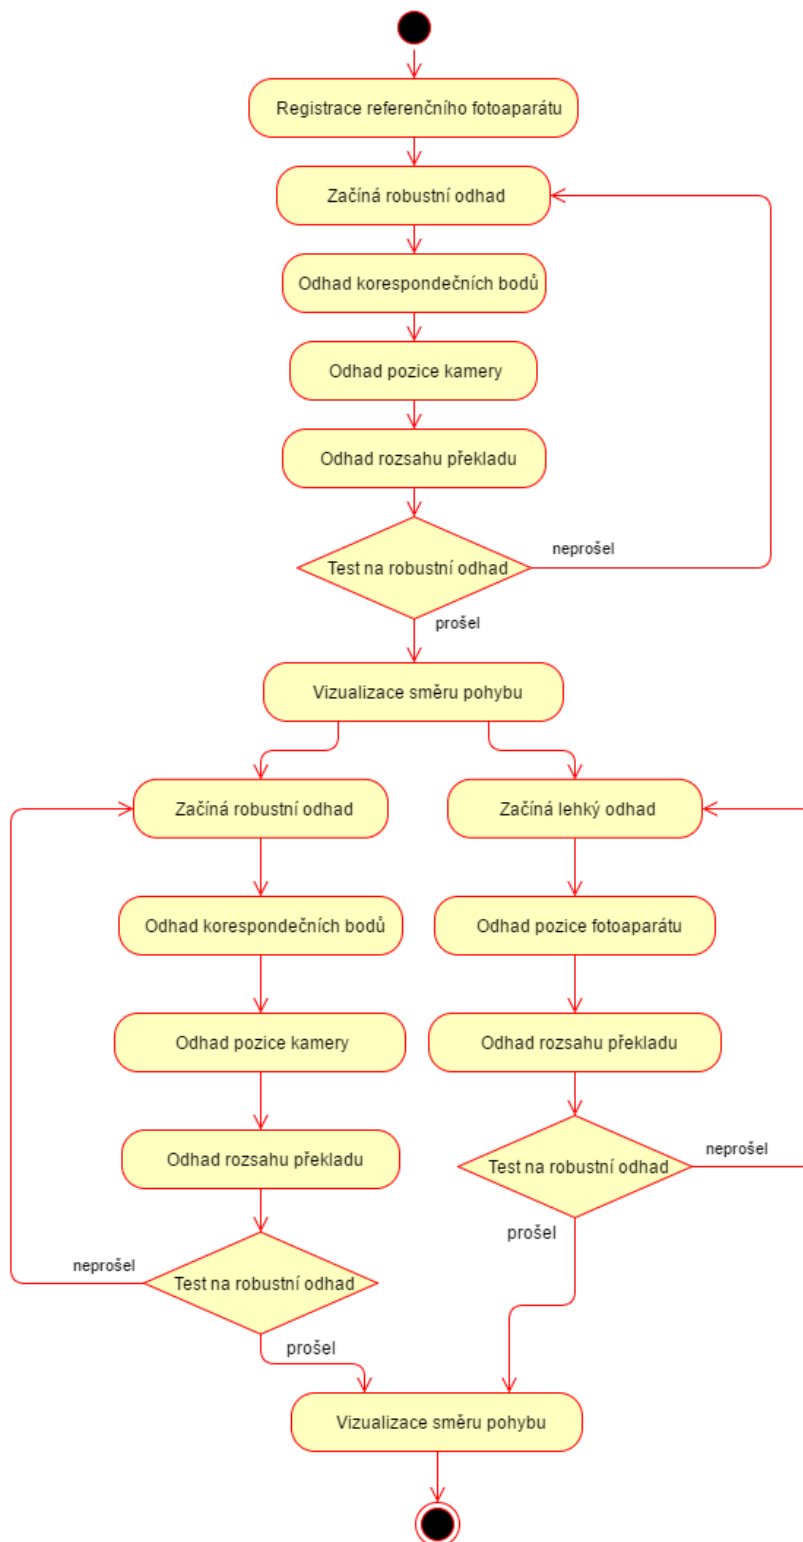 Registrace referenčního fotoaparátu
Začíná robustní odhad
Odhad korespondečních bodů
Odhad pozice kamery
Odhad rozsahu překladu
neprošel
Test na robustní odhad
prošel
Vizualizace směru pohybu
Začíná robustní odhad
Začíná lehký odhad
Odhad korespondečních bodů
Odhad pozice fotoaparátu
Odhad pozice kamery
Odhad rozsahu překladu
neprošel
Odhad rozsahu překladu
Test na robustní odhad
prošel
neprošel
Test na robustní odhad
prošel
Vizualizace směru pohybu